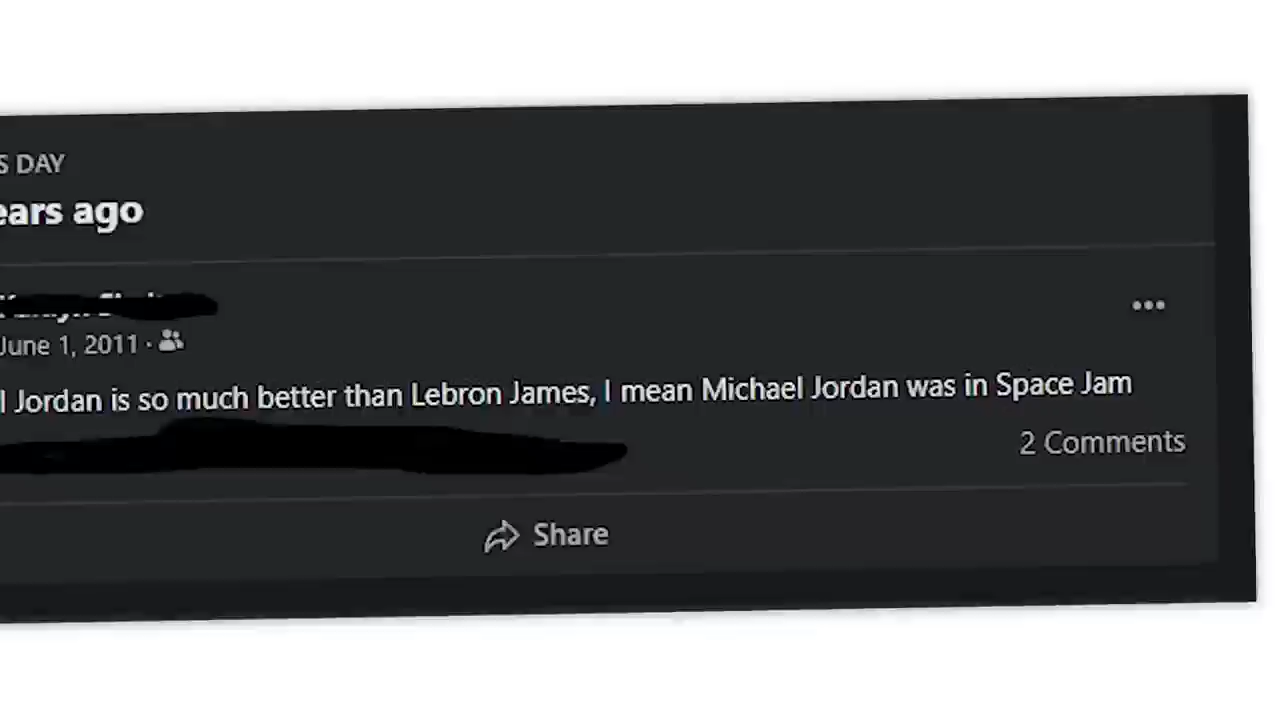 S DAY
ears ago
June 1, 2011 ·
l Jordan is so much better than Lebron James, I mean Michael Jordan was in Space Jam
2 Comments
Share